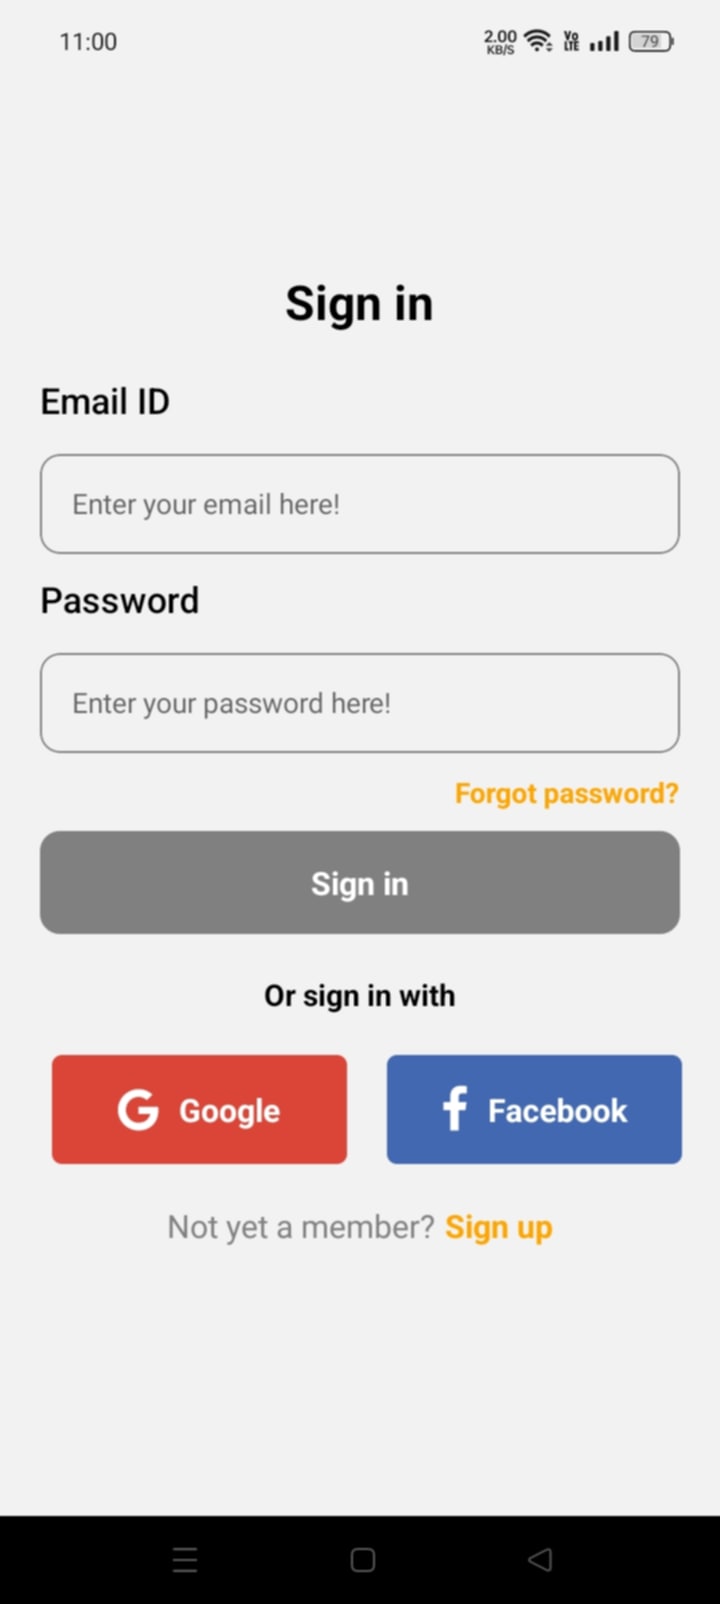 11:00 2.00 KB/S Vo LTE 79
Sign in
Email ID
Enter your email here!
Password
Enter your password here!
Forgot password?
Sign in
Or sign in with
G Google f Facebook
Not yet a member? Sign up